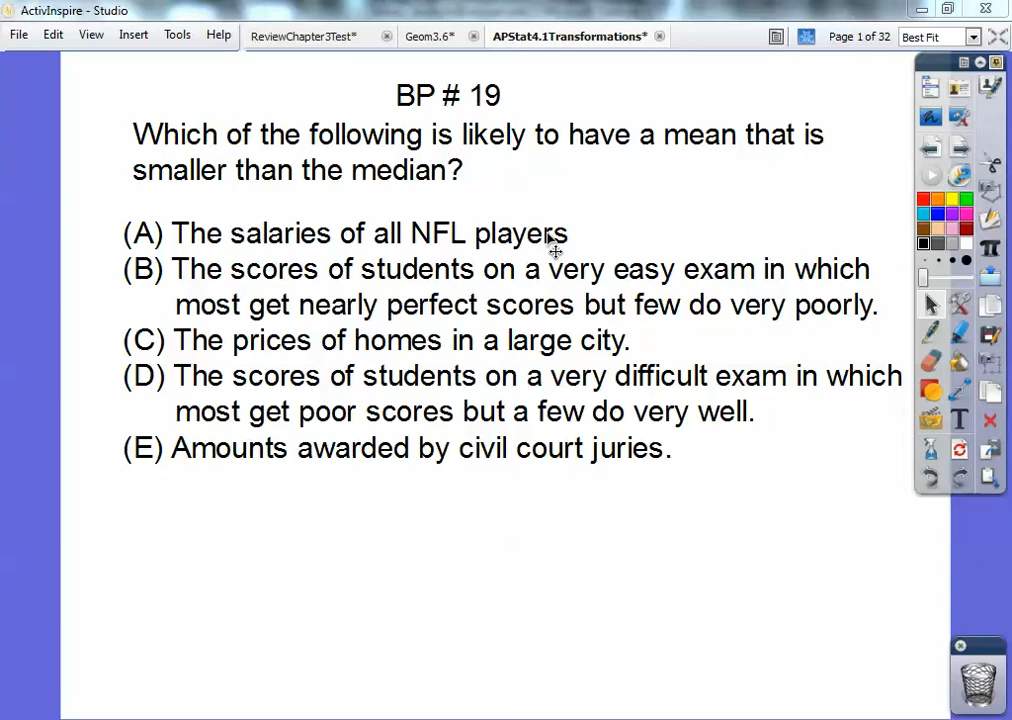 ActivInspire - Studio
File Edit View Insert Tools Help ReviewChapter3Test* Geom3.6* APStat4.1Transformations* Page 1 of 32 Best Fit
BP # 19
Which of the following is likely to have a mean that is
smaller than the median?
(A) The salaries of all NFL players
(B) The scores of students on a very easy exam in which
most get nearly perfect scores but few do very poorly.
(C) The prices of homes in a large city.
(D) The scores of students on a very difficult exam in which
most get poor scores but a few do very well.
(E) Amounts awarded by civil court juries.